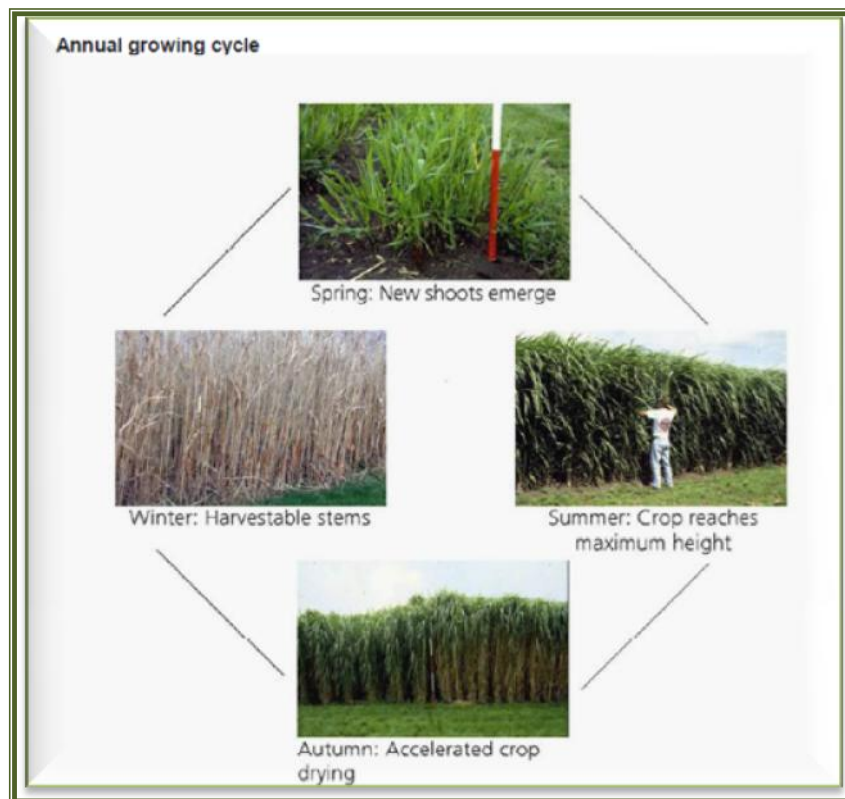 Annual growing cycle
Spring: New shoots emerge
Winter: Harvestable stems
Summer: Crop reaches
maximum height
Autumn: Accelerated crop
drying